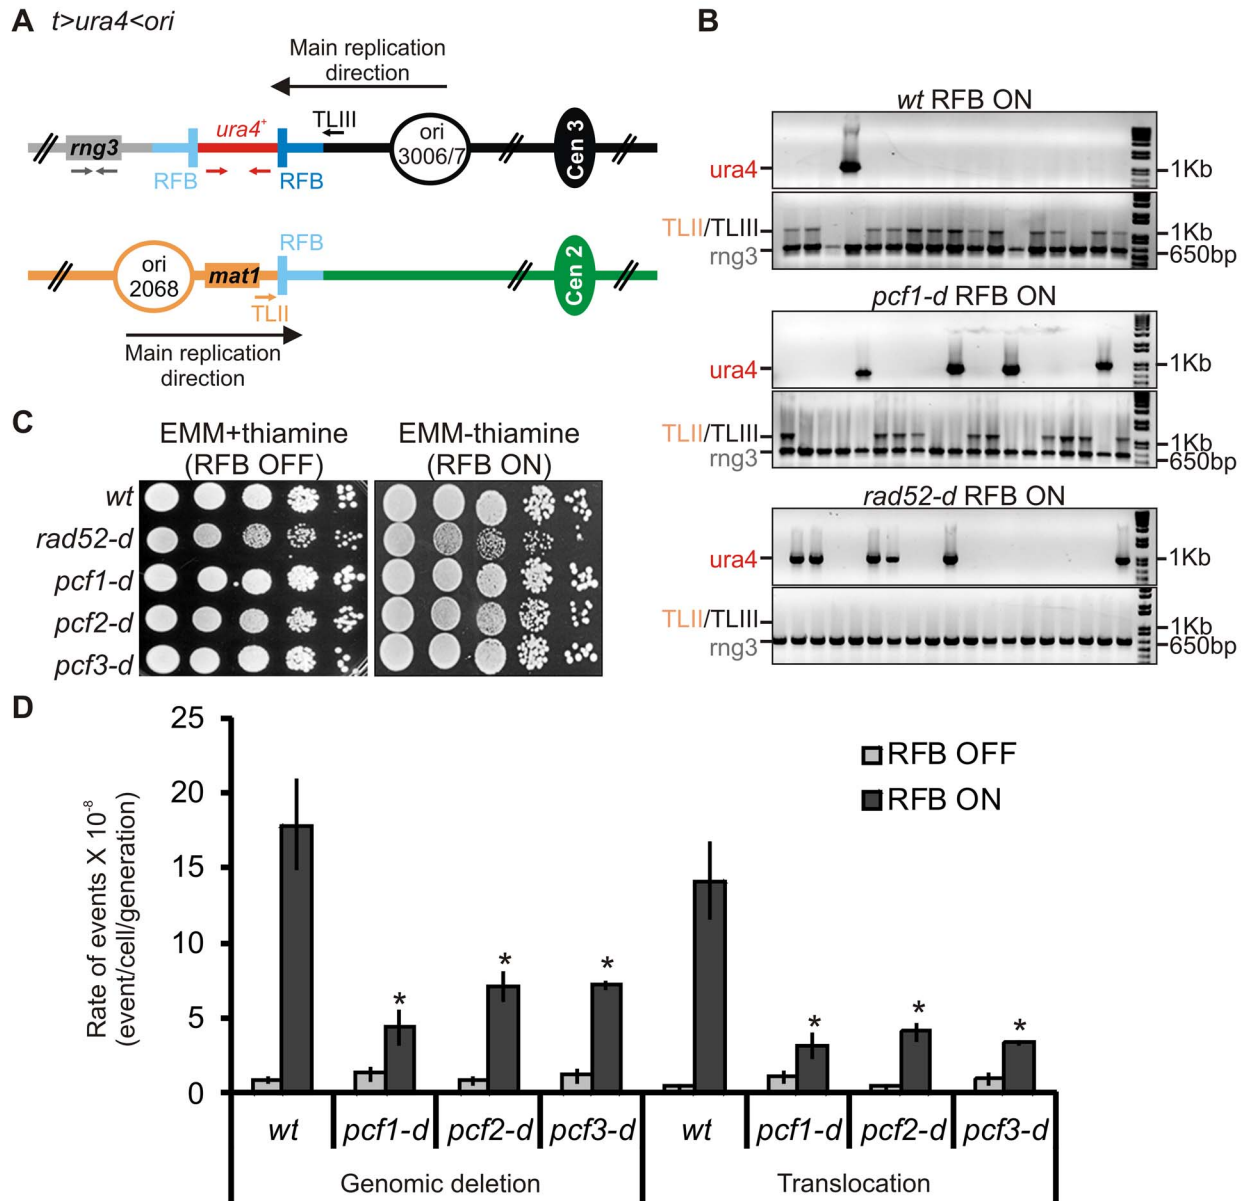 A t>ura4<ori
Main replication
direction
TLIII
ura4+
rng3
RFB
RFB
ori
3006/7
Cen 3
RFB
ori
2068
mat1
TLII
Cen 2
Main replication
direction
B
wt RFB ON
ura4
1Kb
TLII/TLIII
1Kb
rng3
650bp
pcf1-d RFB ON
ura4
1Kb
TLII/TLIII
1Kb
rng3
650bp
rad52-d RFB ON
ura4
1Kb
TLII/TLIII
1Kb
rng3
650bp
C
EMM+thiamine
(RFB OFF)
EMM-thiamine
(RFB ON)
wt
rad52-d
pcf1-d
pcf2-d
pcf3-d
D
Rate of events X 10⁻⁸
(event/cell/generation)
25
20
15
10
5
0
RFB OFF
RFB ON
* * * * * *
wt pcf1-d pcf2-d pcf3-d wt pcf1-d pcf2-d pcf3-d
Genomic deletion Translocation